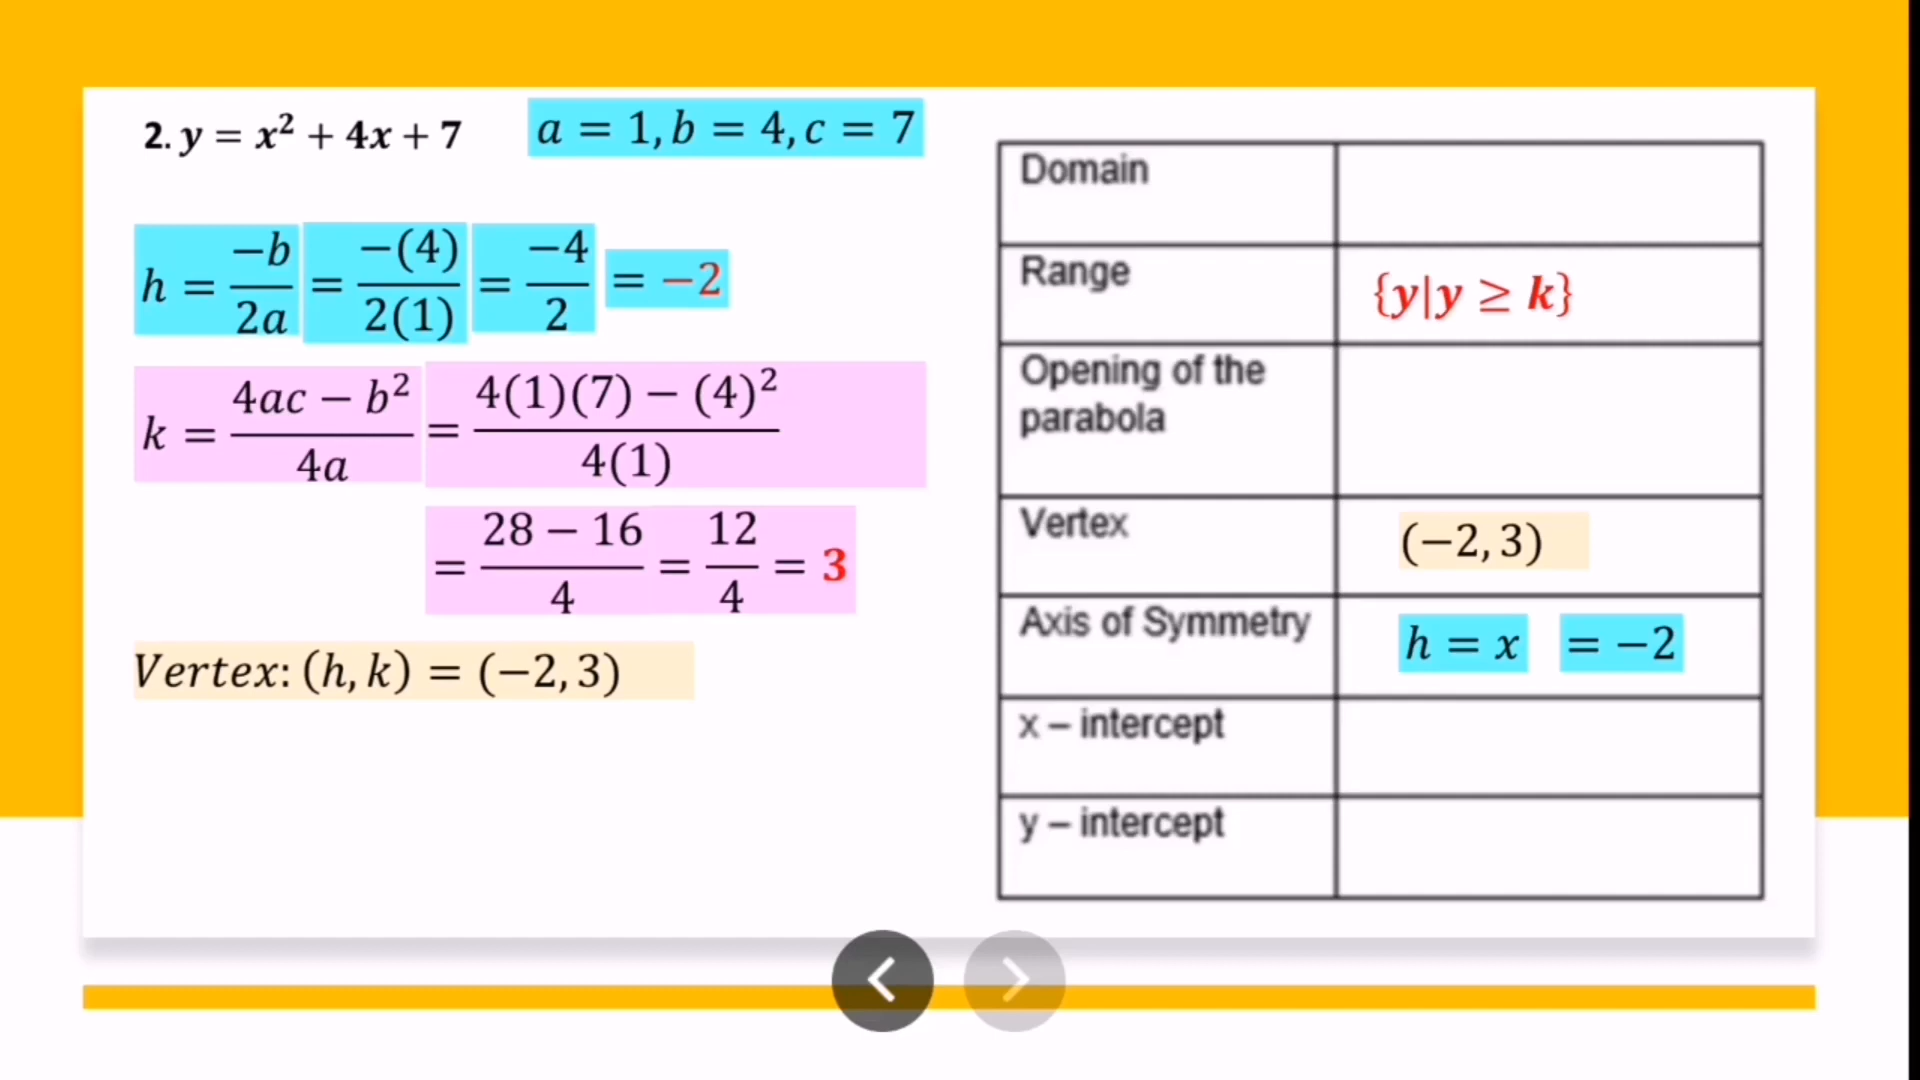 2. y = x² + 4x + 7
a = 1, b = 4, c = 7
h = −b/2a = −(4)/2(1) = −4/2 = −2
k = 4ac − b²/4a = 4(1)(7) − (4)²/4(1)
= 28 − 16/4 = 12/4 = 3
Vertex: (h, k) = (−2, 3)
Domain
Range
{y|y ≥ k}
Opening of the
parabola
Vertex
(−2, 3)
Axis of Symmetry
h = x = −2
x – intercept
y – intercept